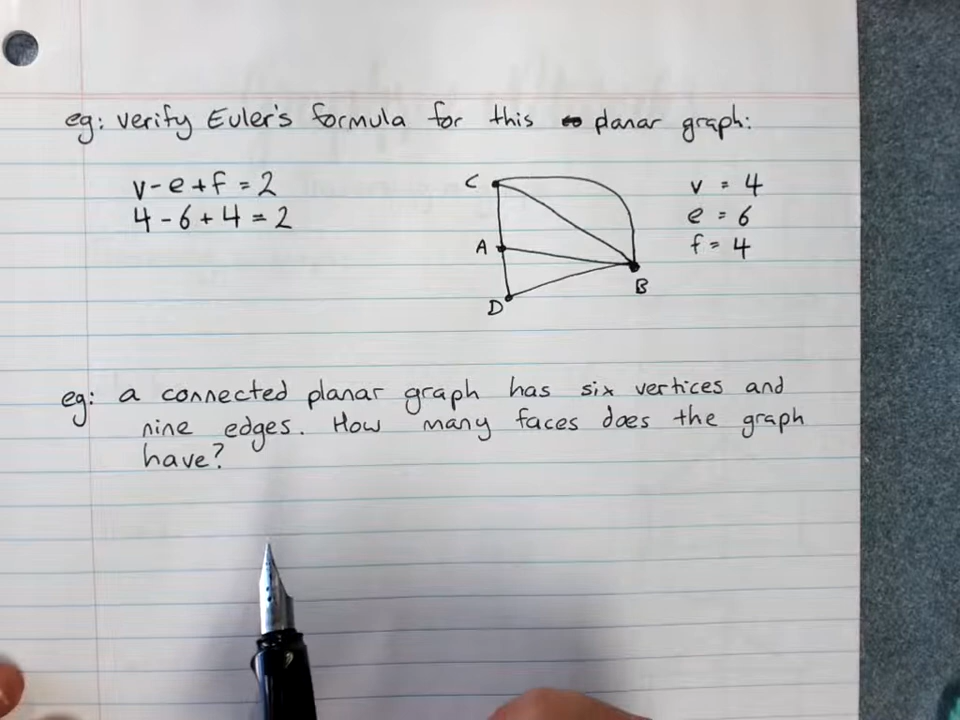 eg: verify Euler's formula for this planar graph:
v - e + f = 2
4 - 6 + 4 = 2
C
A
D
B
v = 4
e = 6
f = 4
eg: a connected planar graph has six vertices and
nine edges. How many faces does the graph
have?